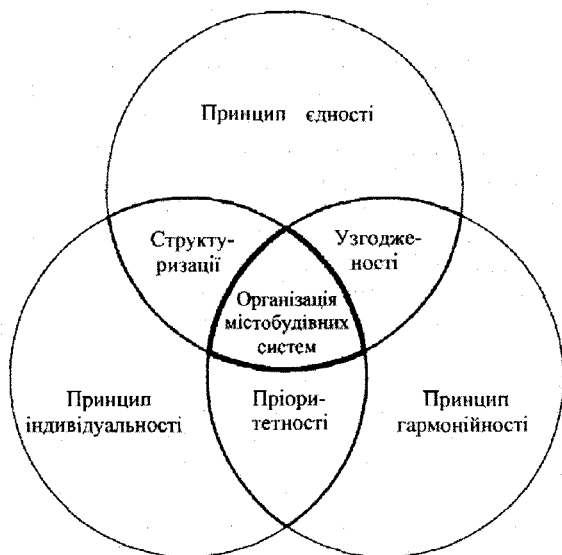 Принцип єдності
Структу-
ризації
Узгодже-
ності
Організація
містобудівних
систем
Принцип
індивідуальності
Пріори-
тетності
Принцип
гармонійності